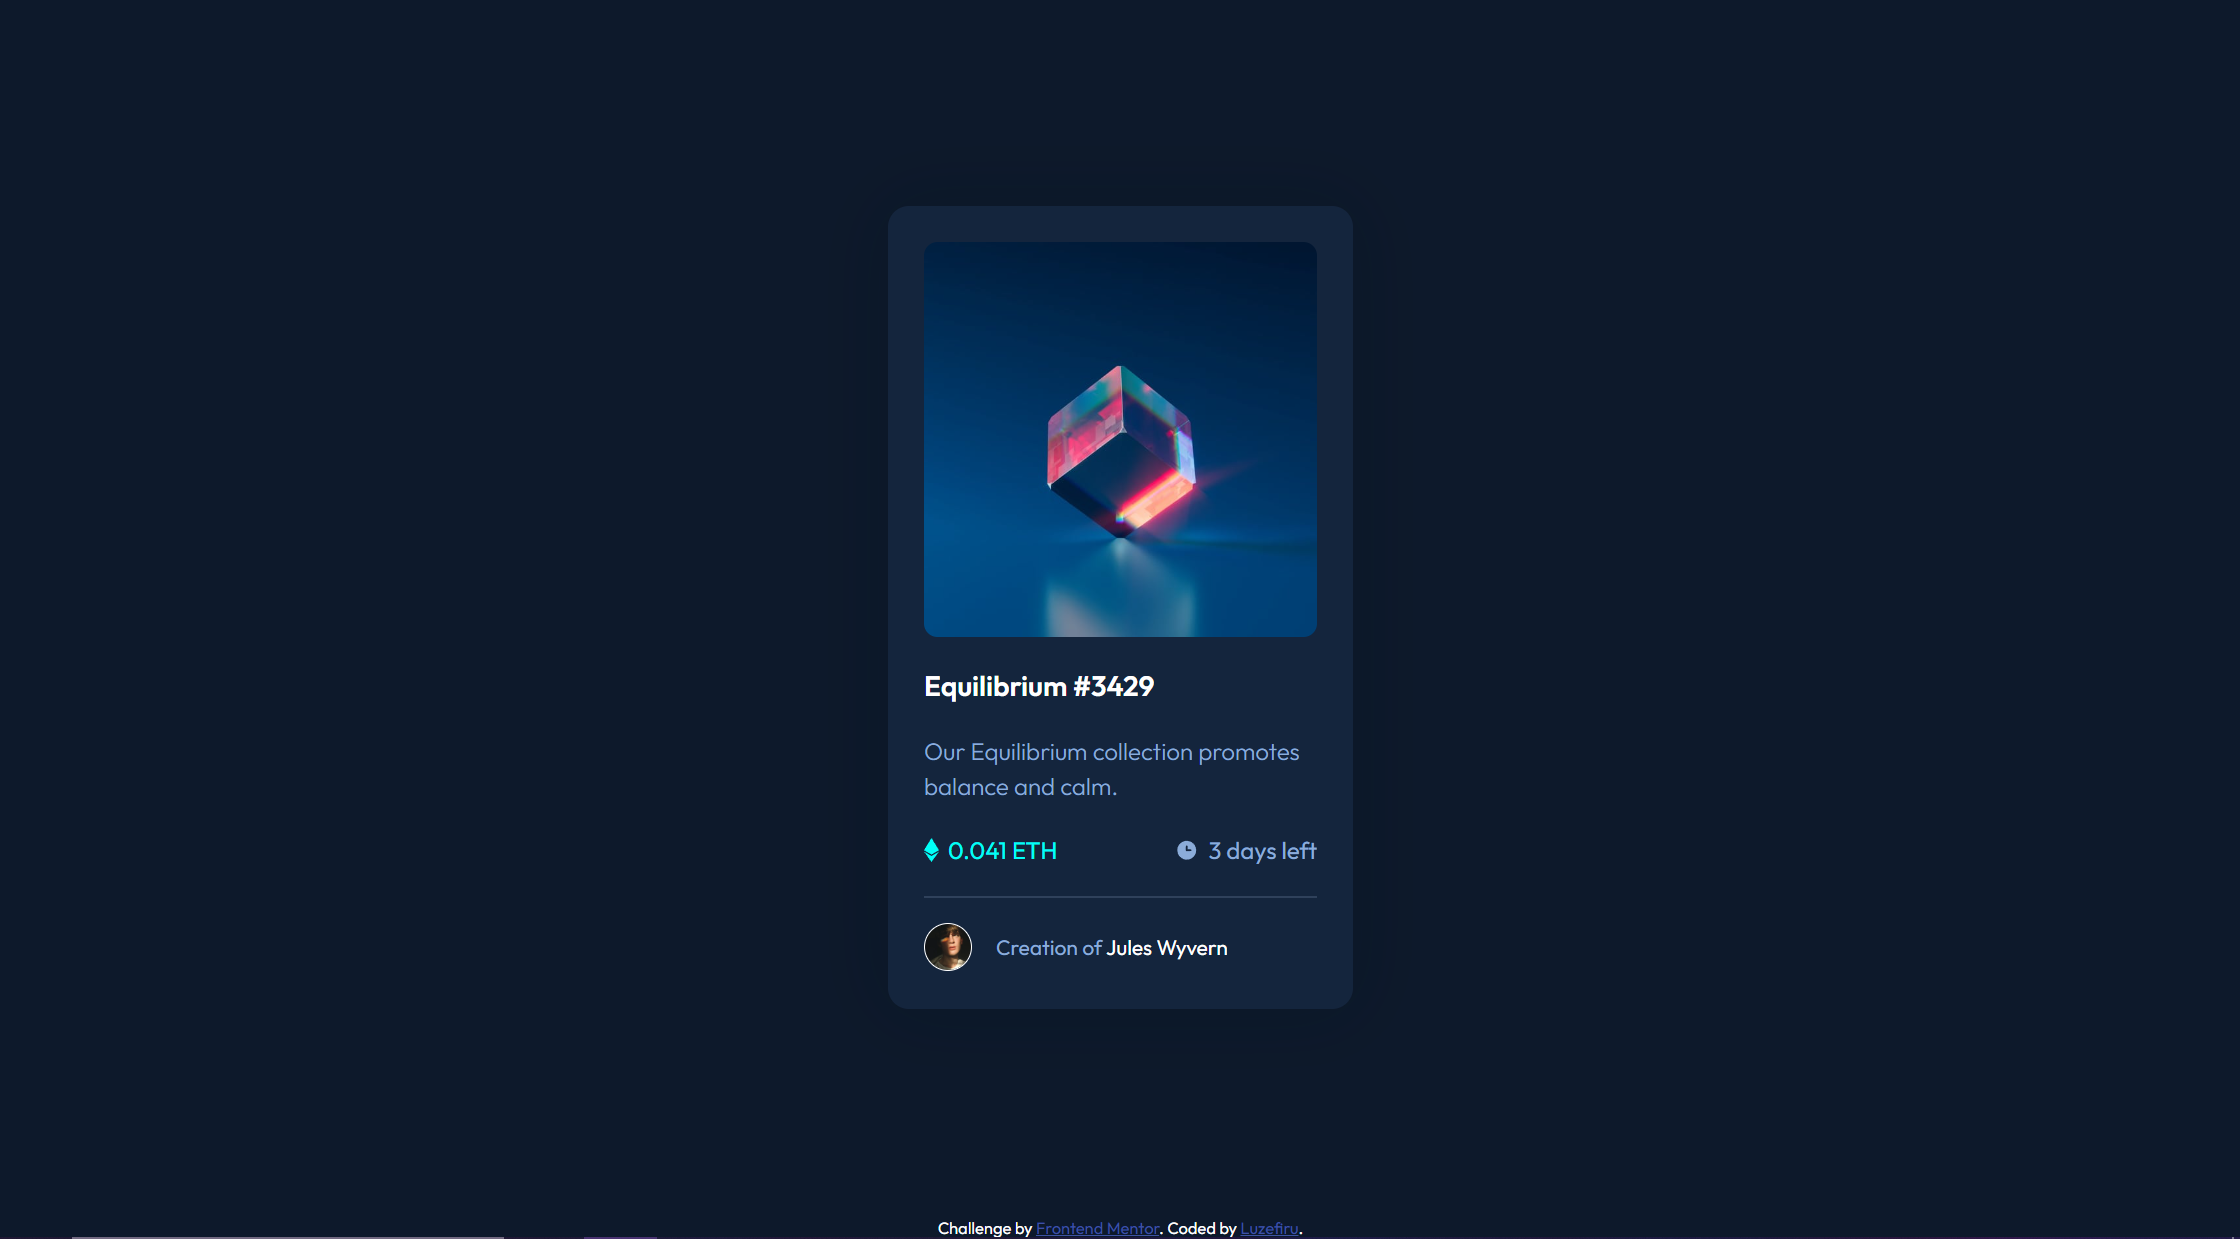 Equilibrium #3429
Our Equilibrium collection promotes
balance and calm.
0.041 ETH
3 days left
Creation of Jules Wyvern
Challenge by Frontend Mentor. Coded by Luzefiru.